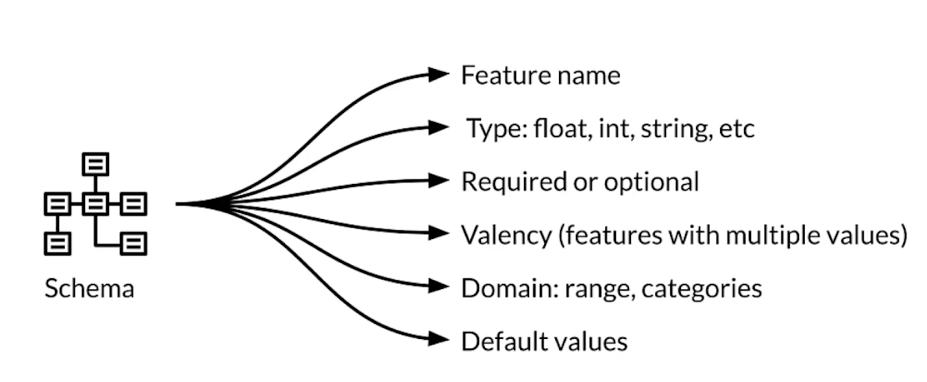 Feature name
Type: float, int, string, etc
Required or optional
Valency (features with multiple values)
Schema
Domain: range, categories
Default values